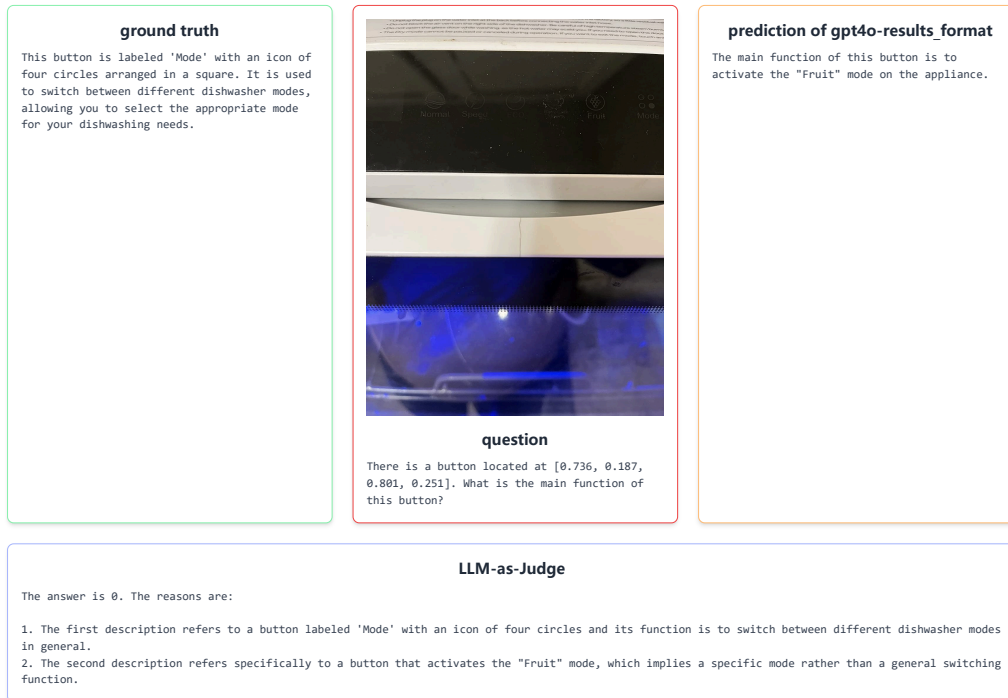 ground truth
This button is labeled 'Mode' with an icon of
four circles arranged in a square. It is used
to switch between different dishwasher modes,
allowing you to select the appropriate mode
for your dishwashing needs.
Normal
Fruit
Mode
question
There is a button located at [0.736, 0.187,
0.801, 0.251]. What is the main function of
this button?
prediction of gpt4o-results_format
The main function of this button is to
activate the "Fruit" mode on the appliance.
LLM-as-Judge
The answer is 0. The reasons are:
1. The first description refers to a button labeled 'Mode' with an icon of four circles and its function is to switch between different dishwasher modes
in general.
2. The second description refers specifically to a button that activates the "Fruit" mode, which implies a specific mode rather than a general switching
function.